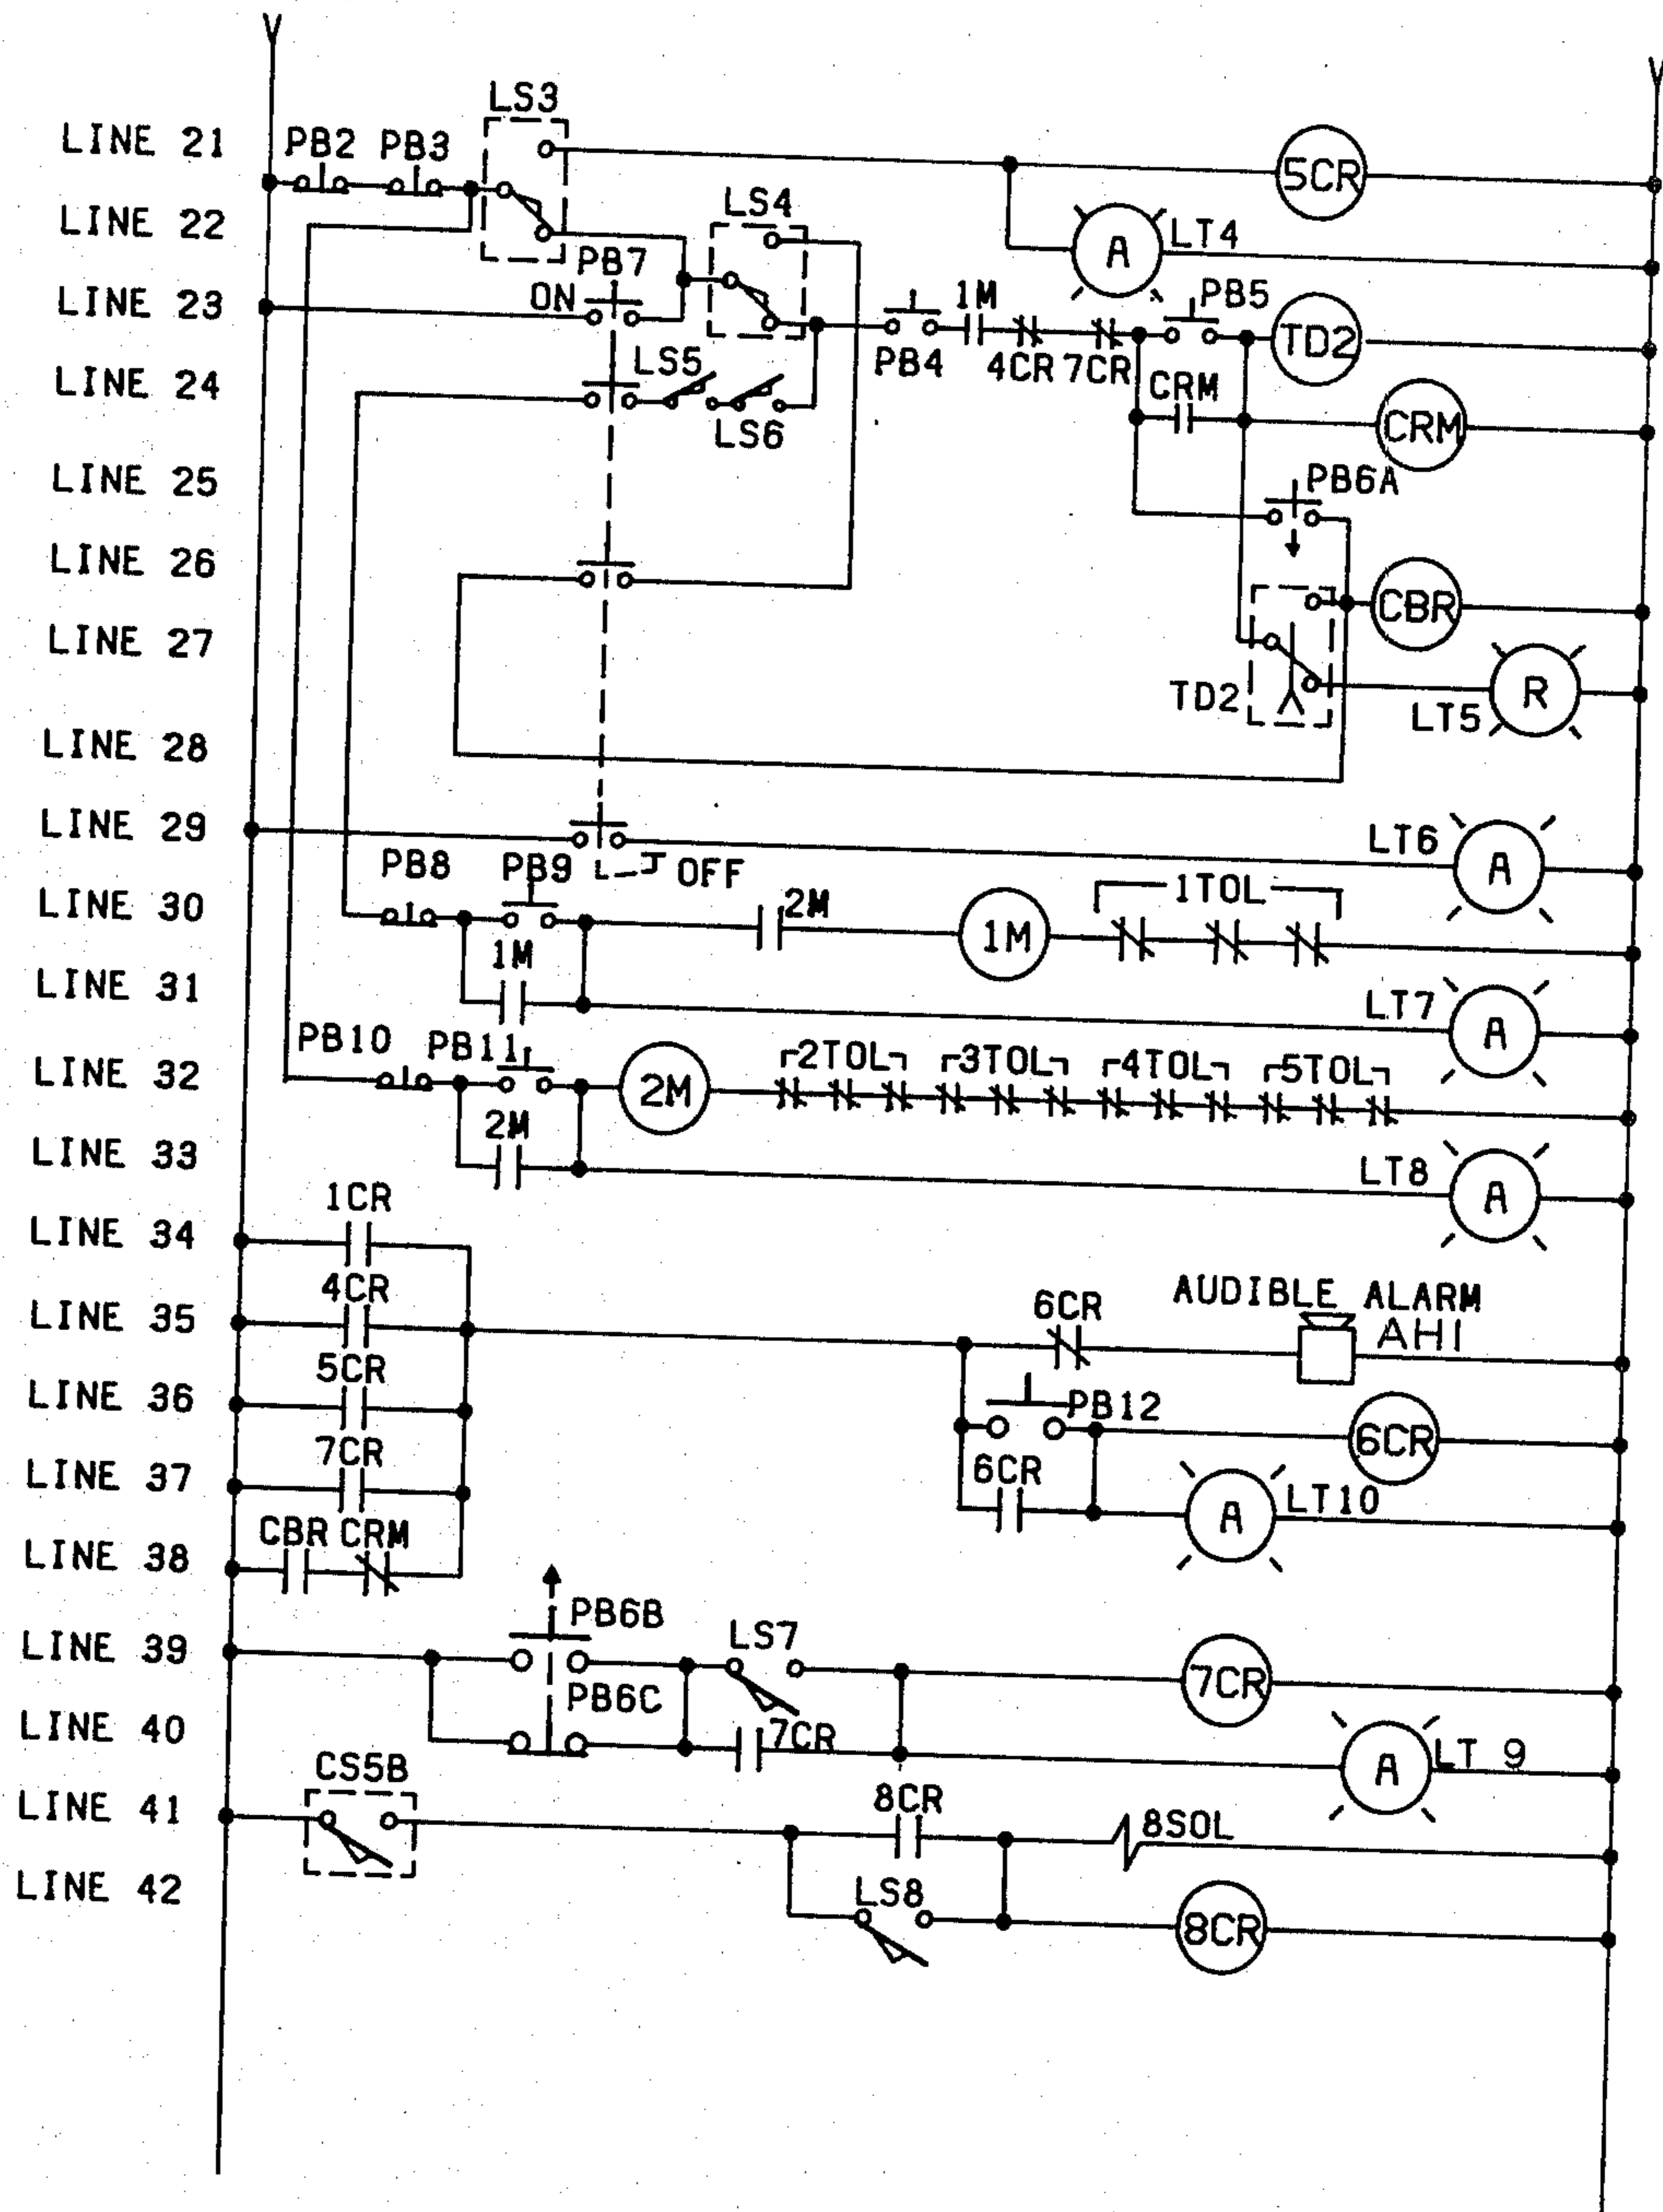 V
V
LS3
LINE 21 PB2 PB3 5CR
LINE 22 LS4 A LT4
PB7
LINE 23 ON 1M PB5 TD2
PB4 4CR 7CR
LINE 24 LS5 CRM CRM
LS6
LINE 25 PB6A
LINE 26 CBR
LINE 27 TD2 R
LT5
LINE 28
LINE 29 LT6 A
OFF
LINE 30 PB8 PB9 2M 1M 1TOL
LINE 31 1M LT7 A
LINE 32 PB10 PB11 2M 2TOL 3TOL 4TOL 5TOL
LINE 33 2M LT8 A
LINE 34 1CR
LINE 35 4CR 6CR AUDIBLE ALARM
AHI
LINE 36 5CR PB12 6CR
LINE 37 7CR 6CR A LT10
LINE 38 CBR CRM
LINE 39 PB6B LS7 7CR
PB6C
LINE 40 7CR A LT 9
LINE 41 CS5B 8CR 8SOL
LINE 42 LS8 8CR